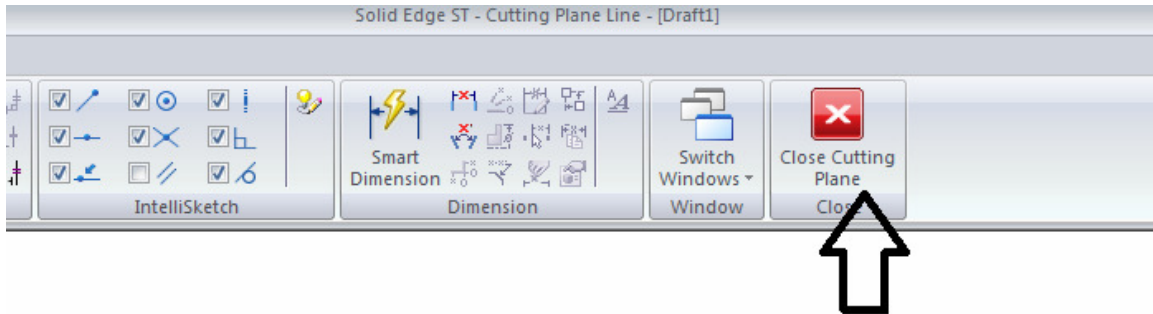 Solid Edge ST - Cutting Plane Line - [Draft1]
Smart
Dimension
Switch
Windows
Close Cutting
Plane
IntelliSketch
Dimension
Window